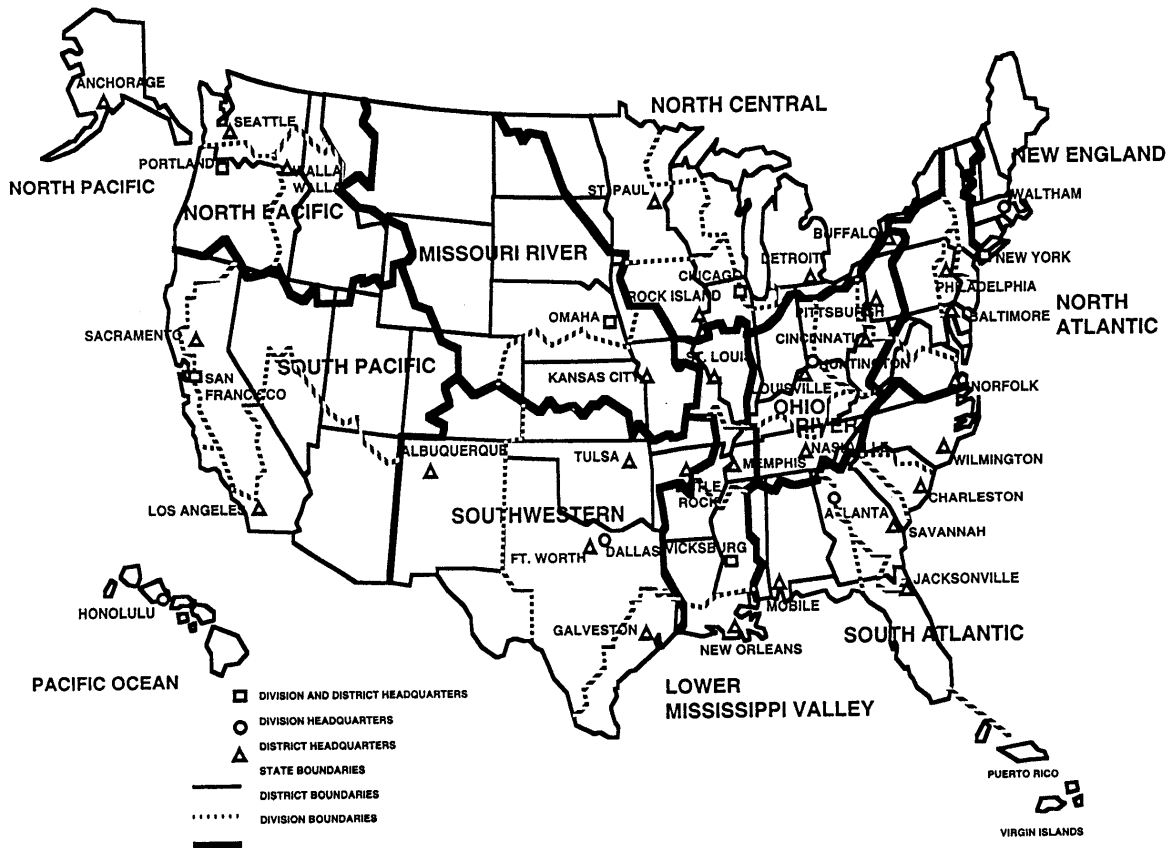 ANCHORAGE
NORTH CENTRAL
SEATTLE
NEW ENGLAND
PORTLAND
WALLA
WALLA
NORTH PACIFIC
ST. PAUL
WALTHAM
NORTH PACIFIC
BUFFALO
MISSOURI RIVER
DETROIT
NEW YORK
CHICAGO
ROCK ISLAND
PHILADELPHIA
NORTH
ATLANTIC
OMAHA
PITTSBURGH
BALTIMORE
SACRAMENTO
CINCINNATI
ST. LOUIS
HUNTINGTON
SOUTH PACIFIC
SAN
FRANCISCO
KANSAS CITY
LOUISVILLE
NORFOLK
OHIO
RIVER
ALBUQUERQUE
TULSA
NASHVILLE
MEMPHIS
WILMINGTON
LITTLE
ROCK
CHARLESTON
LOS ANGELES
SOUTHWESTERN
ATLANTA
SAVANNAH
FT. WORTH
DALLAS
VICKSBURG
JACKSONVILLE
HONOLULU
MOBILE
GALVESTON
SOUTH ATLANTIC
NEW ORLEANS
PACIFIC OCEAN
LOWER
MISSISSIPPI VALLEY
DIVISION AND DISTRICT HEADQUARTERS
DIVISION HEADQUARTERS
DISTRICT HEADQUARTERS
STATE BOUNDARIES
DISTRICT BOUNDARIES
DIVISION BOUNDARIES
PUERTO RICO
VIRGIN ISLANDS